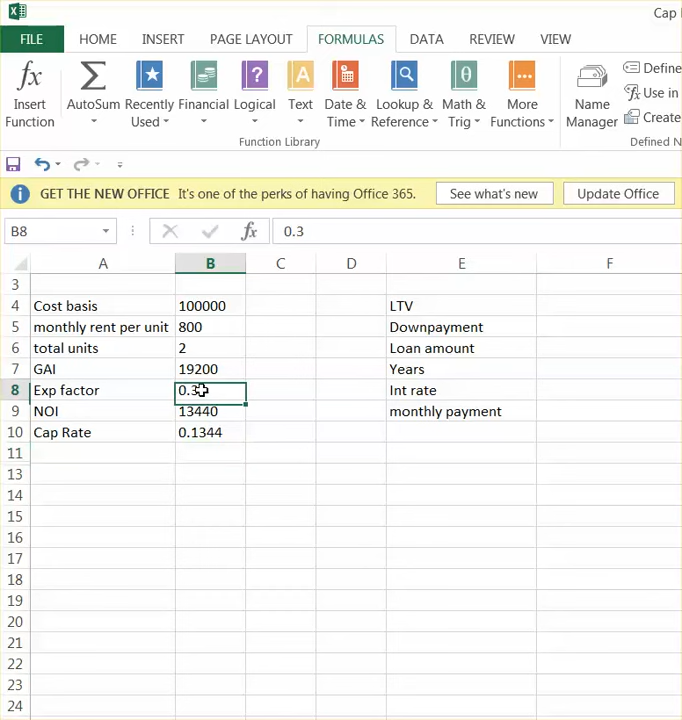 Cap
FILE HOME INSERT PAGE LAYOUT FORMULAS DATA REVIEW VIEW
fx Σ ★ ? A θ ... Define
Insert AutoSum Recently Financial Logical Text Date & Lookup & Math & More Name Use in
Function Used Time Reference Trig Functions Manager Create
Function Library Defined N
GET THE NEW OFFICE It's one of the perks of having Office 365. See what's new Update Office
B8 fx 0.3
A B C D E F
3
4 Cost basis 100000 LTV
5 monthly rent per unit 800 Downpayment
6 total units 2 Loan amount
7 GAI 19200 Years
8 Exp factor 0.3 Int rate
9 NOI 13440 monthly payment
10 Cap Rate 0.1344
11
13
14
15
16
17
18
19
20
21
22
23
24